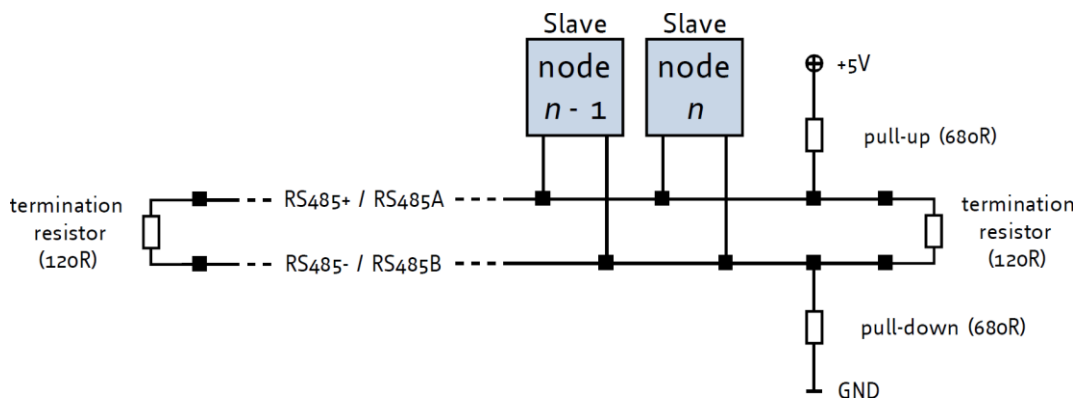 Slave
Slave
node
n - 1
node
n
+5V
pull-up (680R)
termination
resistor
(120R)
RS485+ / RS485A
RS485- / RS485B
termination
resistor
(120R)
pull-down (680R)
GND